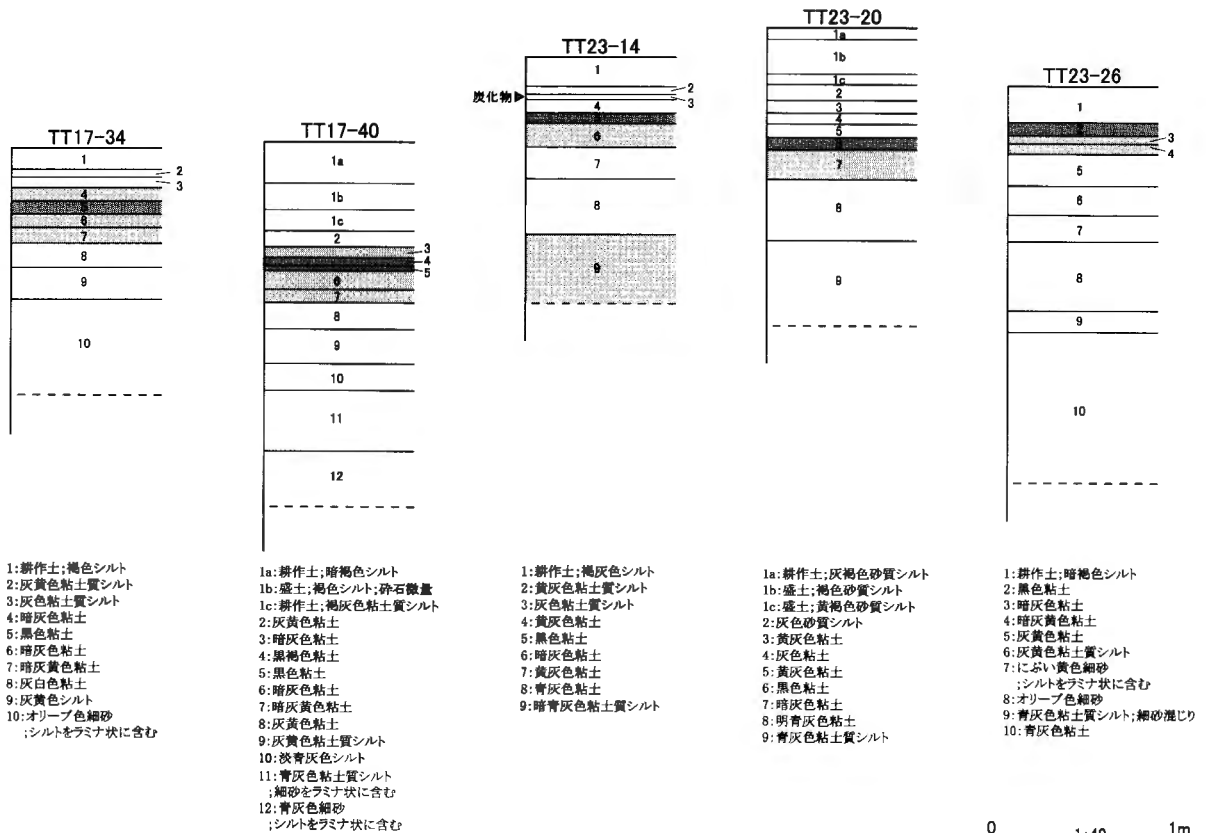 TT17-34
1
2
3
4
5
6
7
8
9
10
1:耕作土;褐色シルト
2:灰黄色粘土質シルト
3:灰色粘土質シルト
4:暗灰色粘土
5:黒色粘土
6:暗灰色粘土
7:暗灰黄色粘土
8:灰白色粘土
9:灰黄色シルト
10:オリーブ色細砂
;シルトをラミナ状に含む
TT17-40
1a
1b
1c
2
3
4
5
6
7
8
9
10
11
12
1a:耕作土;暗褐色シルト
1b:盛土;褐色シルト;砕石微量
1c:耕作土;褐灰色粘土質シルト
2:灰黄色粘土
3:暗灰色粘土
4:黒褐色粘土
5:黒色粘土
6:暗灰色粘土
7:暗灰黄色粘土
8:灰黄色粘土
9:灰黄色粘土質シルト
10:淡青灰色シルト
11:青灰色粘土質シルト
;細砂をラミナ状に含む
12:青灰色細砂
;シルトをラミナ状に含む
TT23-14
炭化物▶
1
2
3
4
5
6
7
8
9
1:耕作土;褐灰色シルト
2:黄灰色粘土質シルト
3:灰色粘土質シルト
4:黄灰色粘土
5:黒色粘土
6:暗灰色粘土
7:黄灰色粘土
8:青灰色粘土
9:暗青灰色粘土質シルト
TT23-20
1a
1b
1c
2
3
4
5
6
7
8
9
1a:耕作土;灰褐色砂質シルト
1b:盛土;褐色砂質シルト
1c:盛土;黄褐色砂質シルト
2:灰色砂質シルト
3:黄灰色粘土
4:灰色粘土
5:黄灰色粘土
6:黒色粘土
7:暗灰色粘土
8:明青灰色粘土
9:青灰色粘土質シルト
TT23-26
1
2
3
4
5
6
7
8
9
10
1:耕作土;暗褐色シルト
2:黒色粘土
3:暗灰色粘土
4:暗灰黄色粘土
5:灰黄色粘土
6:灰黄色粘土質シルト
7:にぶい黄色細砂
;シルトをラミナ状に含む
8:オリーブ色細砂
9:青灰色粘土質シルト;細砂混じり
10:青灰色粘土
0 1:40 1m